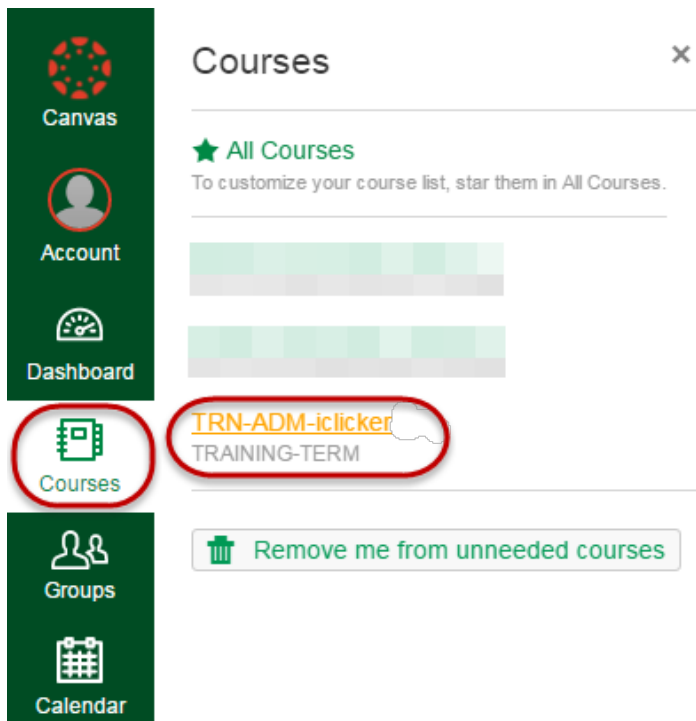 Canvas
Account
Dashboard
Courses
Groups
Calendar
Courses
All Courses
To customize your course list, star them in All Courses.
TRN-ADM-iclicker
TRAINING-TERM
Remove me from unneeded courses